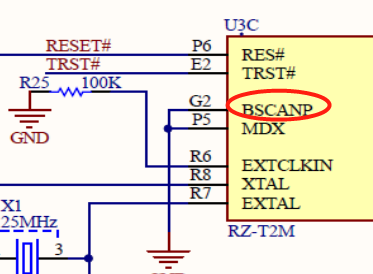 U3C
RESET# P6 RES#
TRST# E2 TRST#
R25 100K
G2 BSCANP
GND P5 MDX
R6 EXTCLKIN
R8 XTAL
X1 R7 EXTAL
25MHz RZ-T2M
3